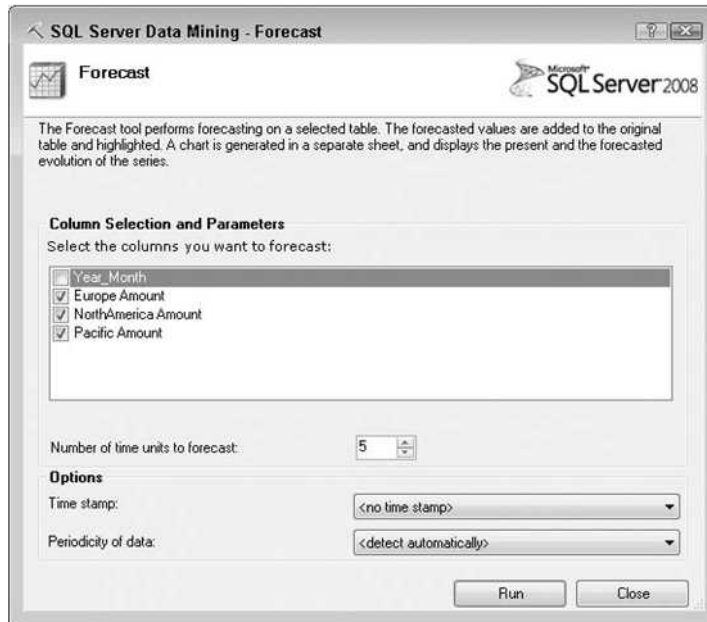 SQL Server Data Mining - Forecast
Forecast
Microsoft®
SQL Server 2008
The Forecast tool performs forecasting on a selected table. The forecasted values are added to the original
table and highlighted. A chart is generated in a separate sheet, and displays the present and the forecasted
evolution of the series.
Column Selection and Parameters
Select the columns you want to forecast:
Year_Month
Europe Amount
NorthAmerica Amount
Pacific Amount
Number of time units to forecast:
5
Options
Time stamp:
<no time stamp>
Periodicity of data:
<detect automatically>
Run
Close